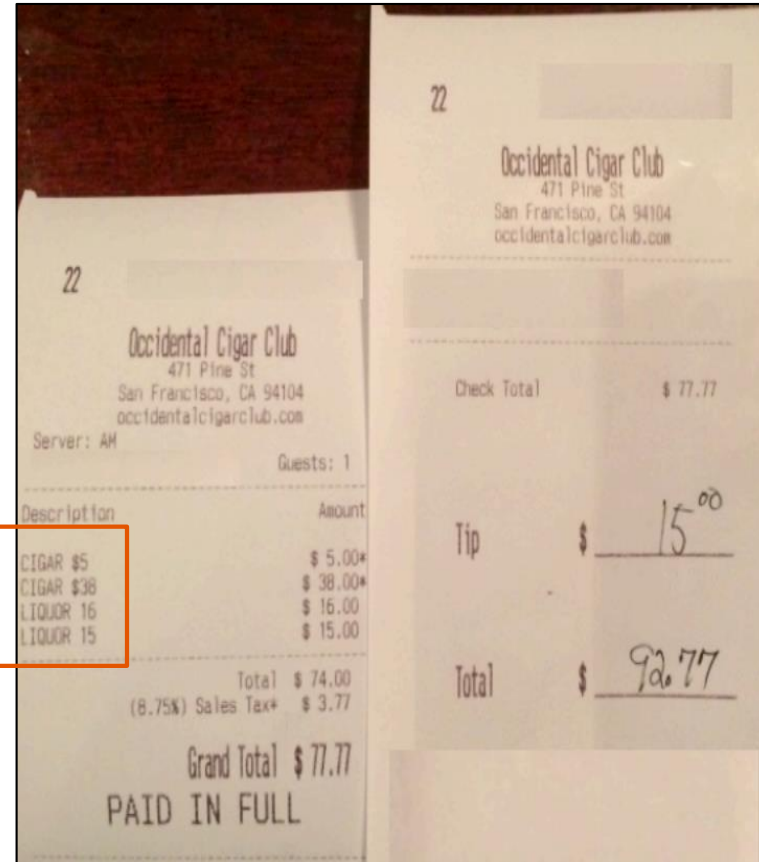 22
Occidental Cigar Club
471 Pine St
San Francisco, CA 94104
occidentalcigarclub.com
Server: AM
Guests: 1
Description Amount
CIGAR $5 $ 5.00*
CIGAR $38 $ 38.00*
LIQUOR 16 $ 16.00
LIQUOR 15 $ 15.00
Total $ 74.00
(8.75%) Sales Tax* $ 3.77
Grand Total $ 77.77
PAID IN FULL
22
Occidental Cigar Club
471 Pine St
San Francisco, CA 94104
occidentalcigarclub.com
Check Total $ 77.77
Tip $ 15.00
Total $ 92.77